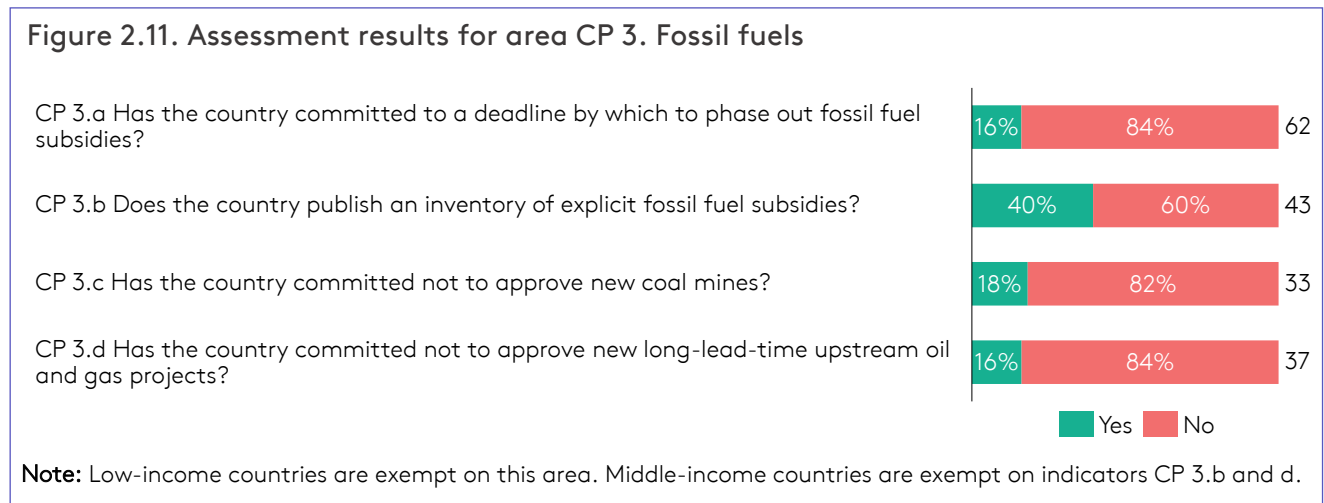 Figure 2.11. Assessment results for area CP 3. Fossil fuels
CP 3.a Has the country committed to a deadline by which to phase out fossil fuel
subsidies?
16% 84% 62
CP 3.b Does the country publish an inventory of explicit fossil fuel subsidies?
40% 60% 43
CP 3.c Has the country committed not to approve new coal mines?
18% 82% 33
CP 3.d Has the country committed not to approve new long-lead-time upstream oil
and gas projects?
16% 84% 37
Yes No
Note: Low-income countries are exempt on this area. Middle-income countries are exempt on indicators CP 3.b and d.